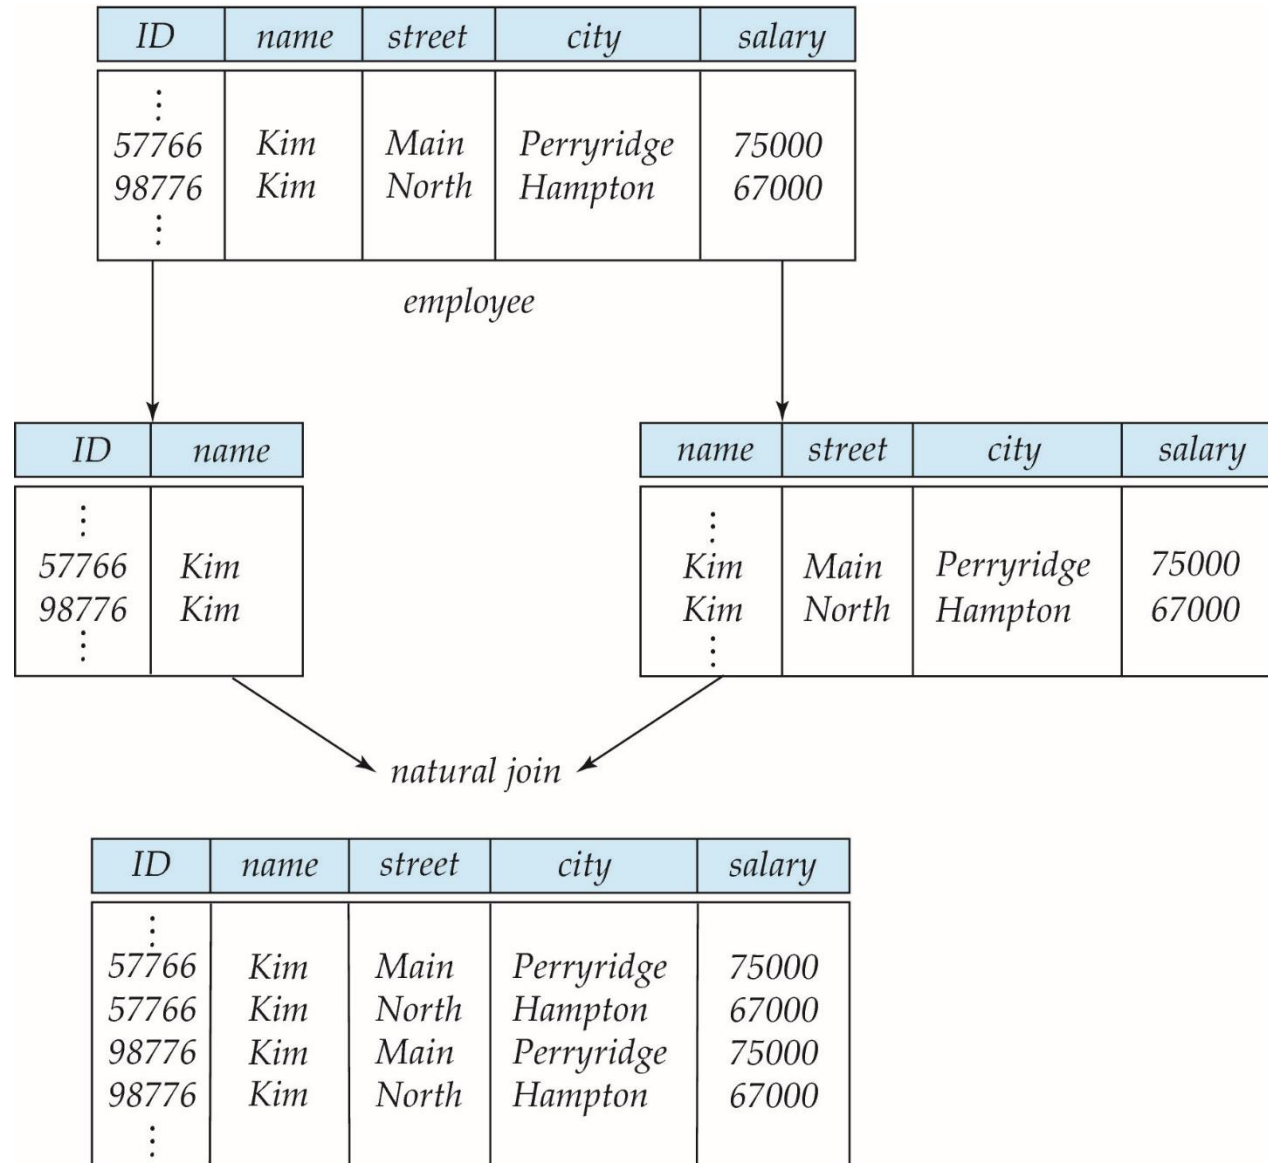 ID name street city salary
⋮
57766 Kim Main Perryridge 75000
98776 Kim North Hampton 67000
⋮
employee
ID name
⋮
57766 Kim
98776 Kim
⋮
name street city salary
⋮
Kim Main Perryridge 75000
Kim North Hampton 67000
⋮
natural join
ID name street city salary
⋮
57766 Kim Main Perryridge 75000
57766 Kim North Hampton 67000
98776 Kim Main Perryridge 75000
98776 Kim North Hampton 67000
⋮